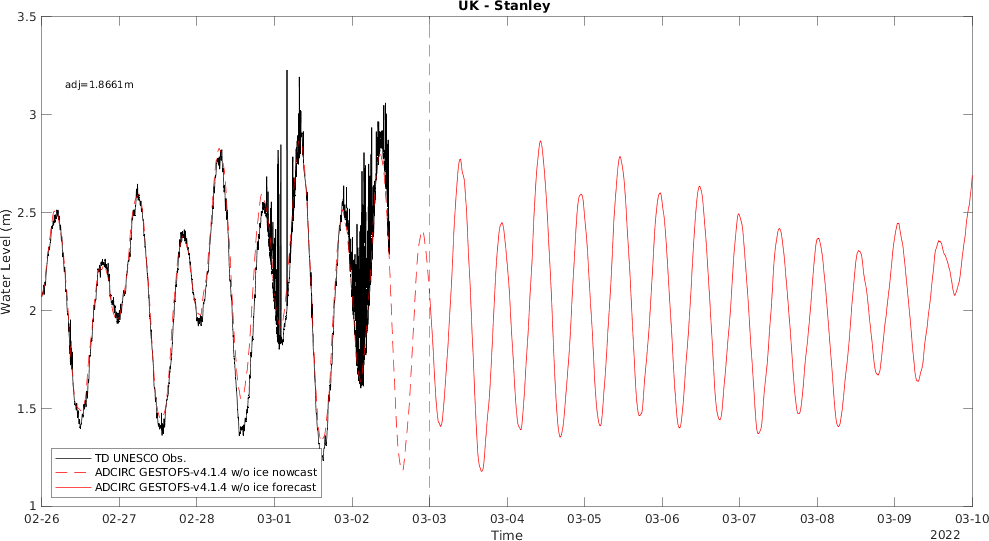 UK - Stanley
3.5
adj=1.8661m
3
2.5
Water Level (m)
2
1.5
TD UNESCO Obs.
ADCIRC GESTOFS-v4.1.4 w/o ice nowcast
ADCIRC GESTOFS-v4.1.4 w/o ice forecast
1
02-26 02-27 02-28 03-01 03-02 03-03 03-04 03-05 03-06 03-07 03-08 03-09 03-10
Time
2022